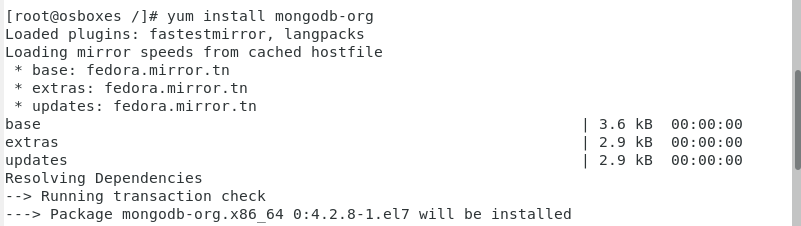 [root@osboxes /]# yum install mongodb-org
Loaded plugins: fastestmirror, langpacks
Loading mirror speeds from cached hostfile
 * base: fedora.mirror.tn
 * extras: fedora.mirror.tn
 * updates: fedora.mirror.tn
base                                                            | 3.6 kB  00:00:00
extras                                                          | 2.9 kB  00:00:00
updates                                                         | 2.9 kB  00:00:00
Resolving Dependencies
--> Running transaction check
---> Package mongodb-org.x86_64 0:4.2.8-1.el7 will be installed